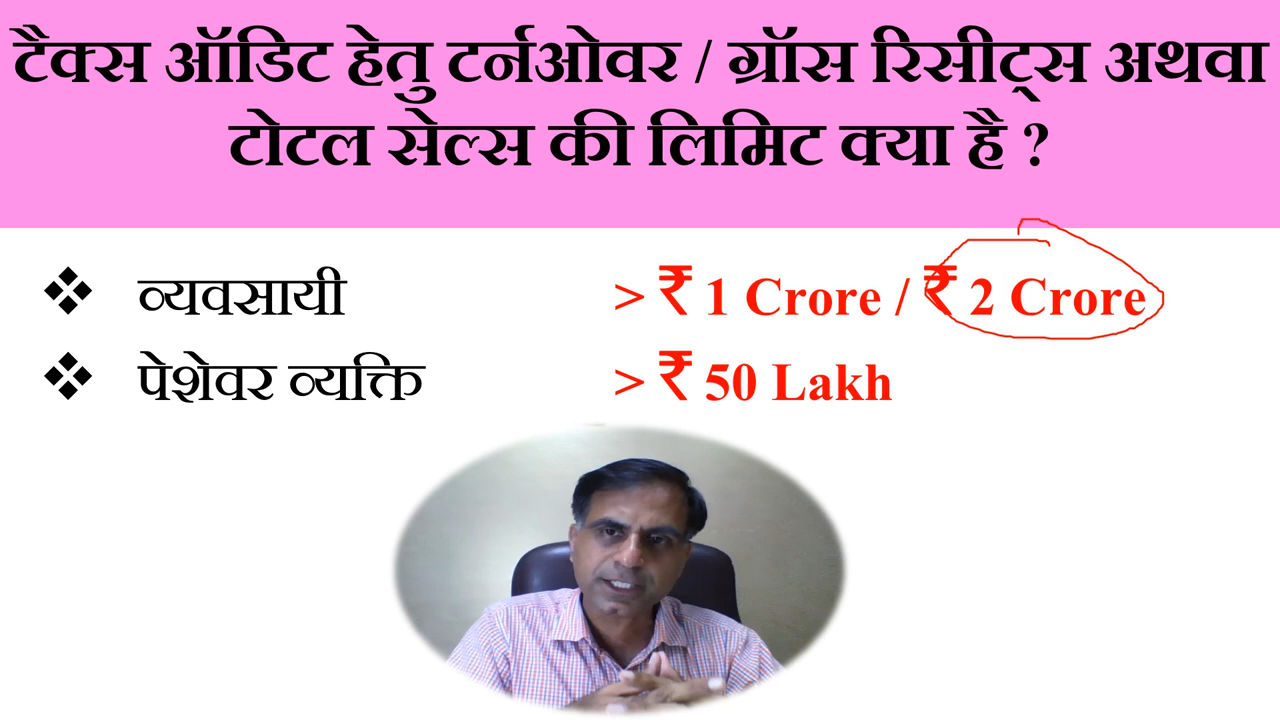 टैक्स ऑडिट हेतु टर्नओवर / ग्रॉस रिसीट्स अथवा
टोटल सेल्स की लिमिट क्या है ?
❖ व्यवसायी > ₹ 1 Crore / ₹ 2 Crore
❖ पेशेवर व्यक्ति > ₹ 50 Lakh